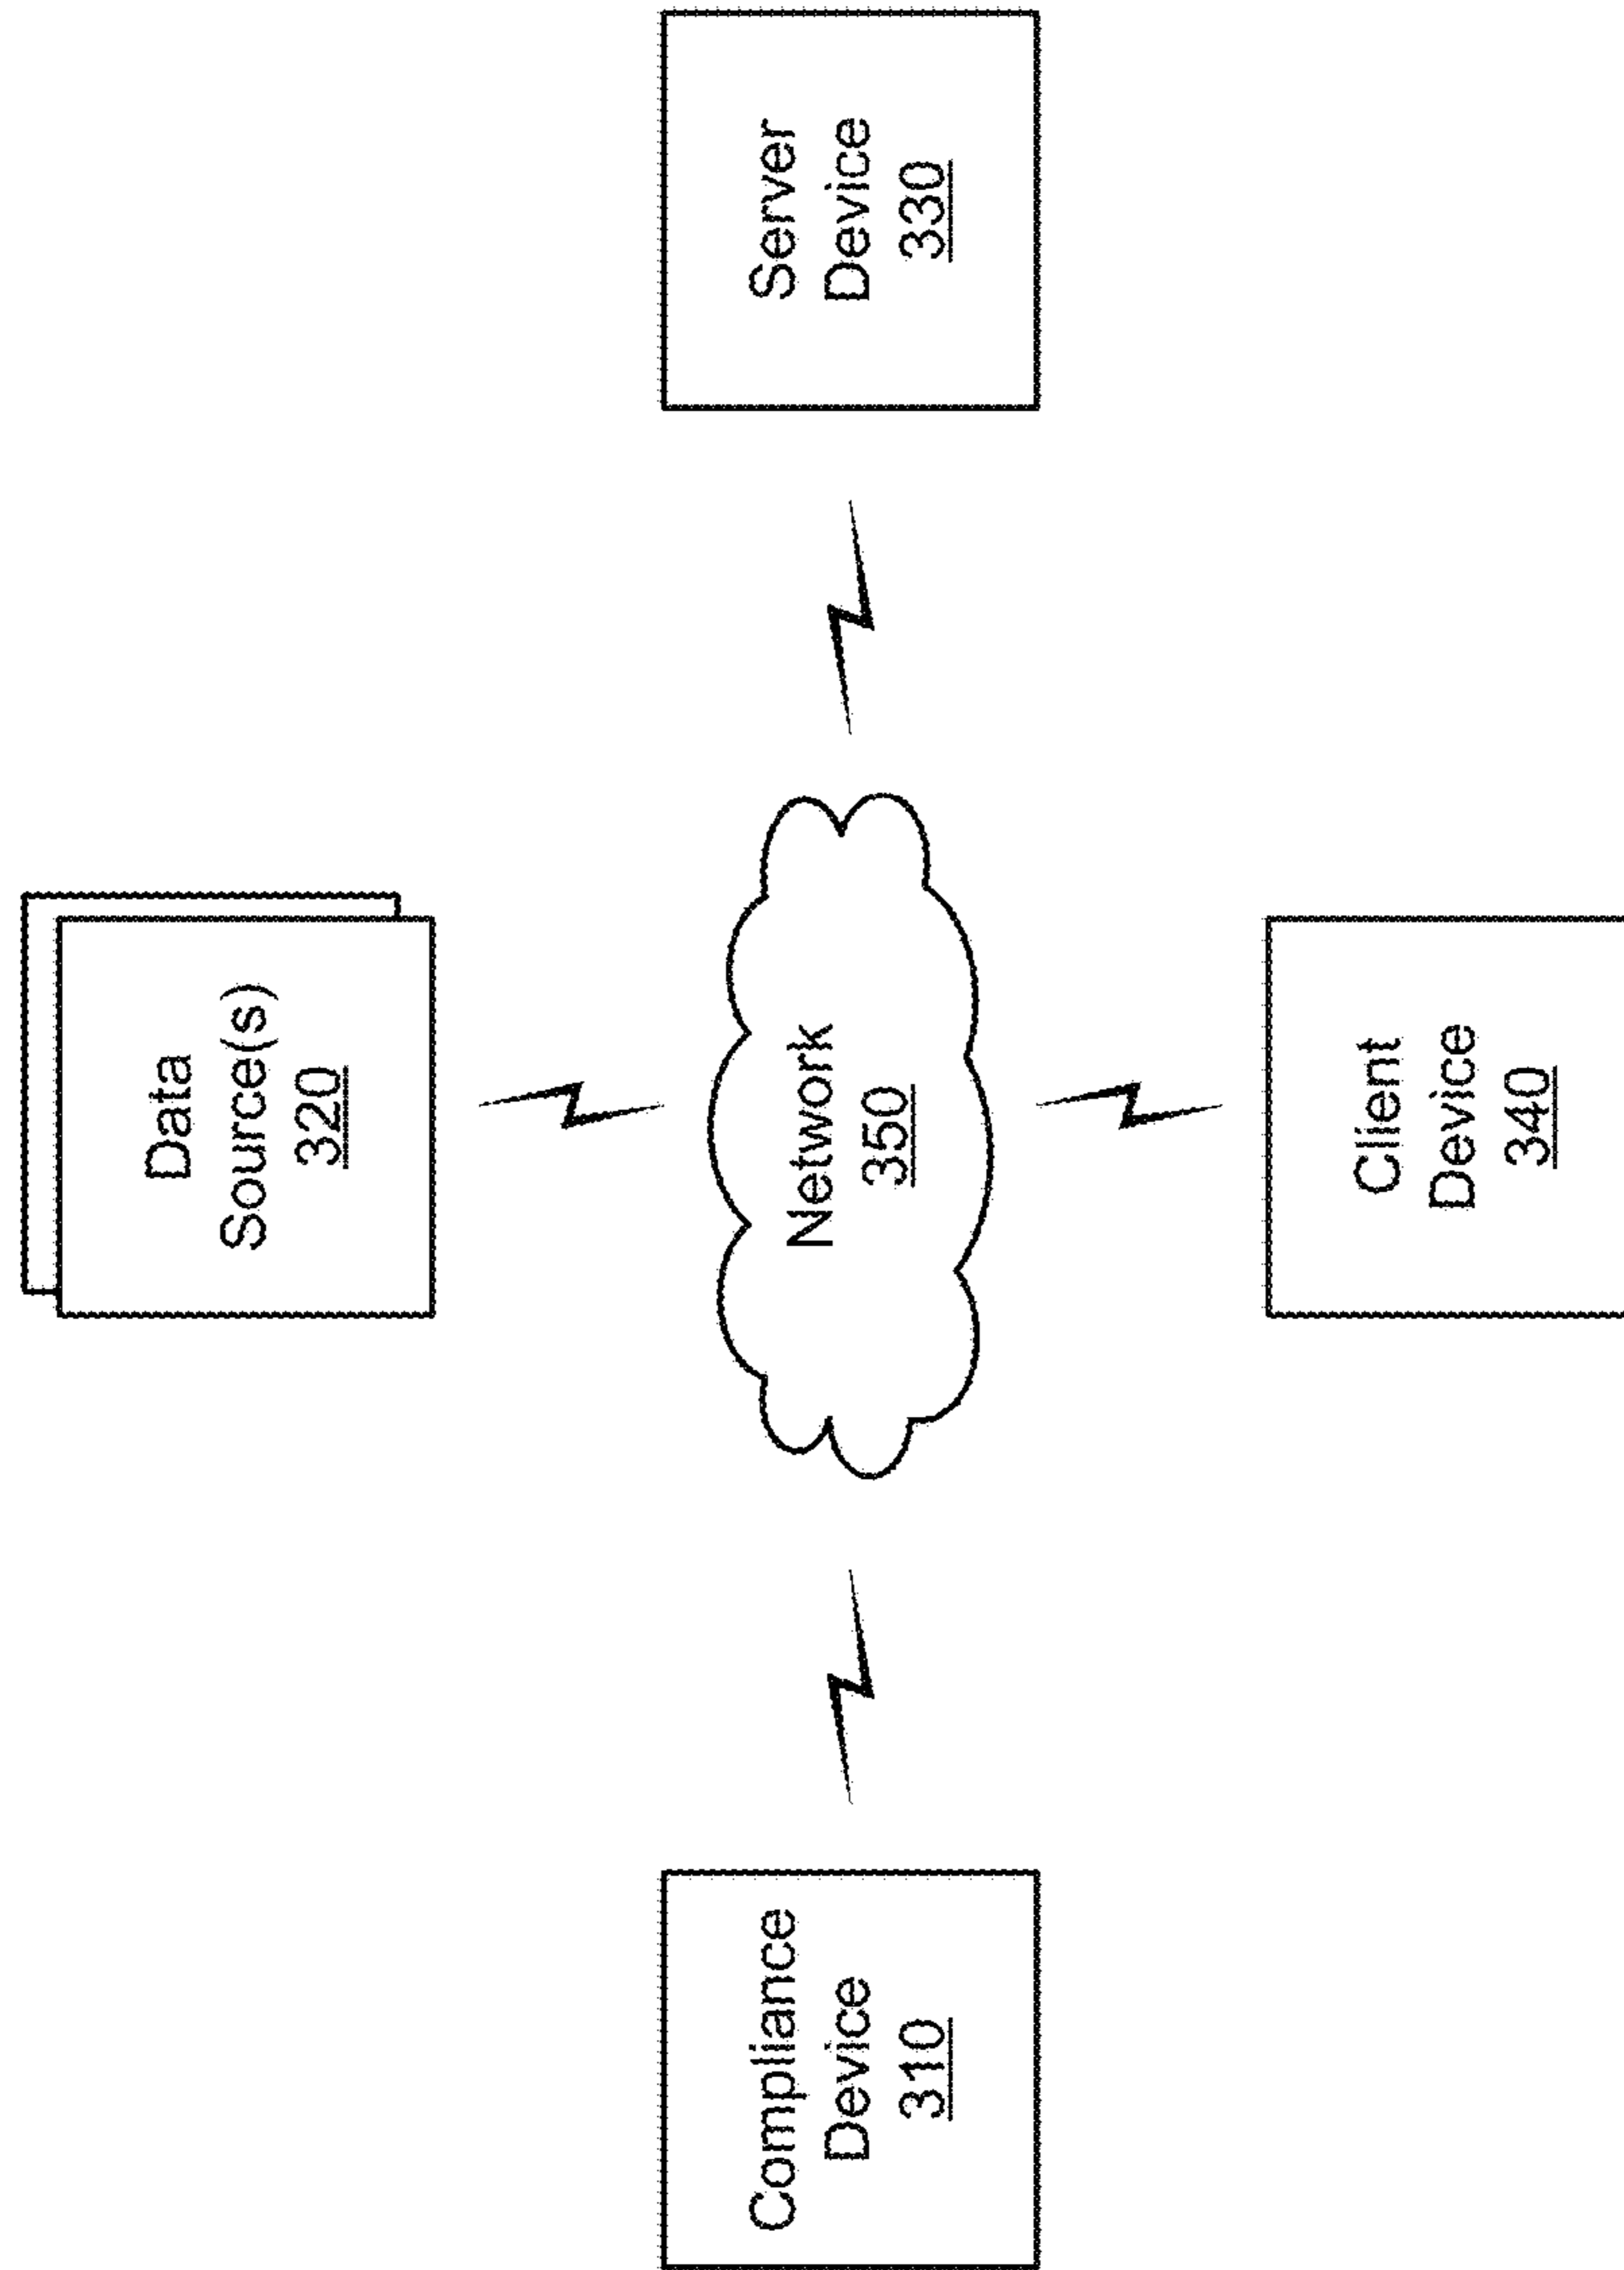 Data
Source(s)
320
Compliance
Device
310
Network
350
Server
Device
330
Client
Device
340